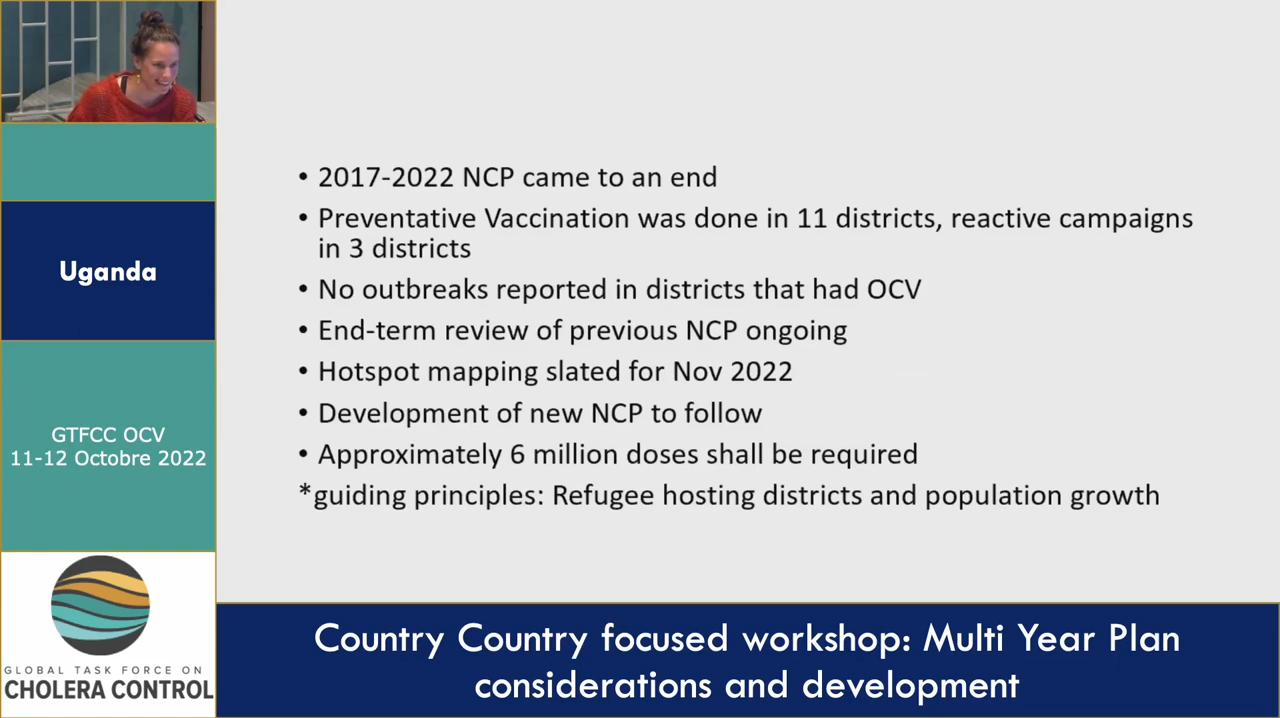 Uganda
GTFCC OCV
11-12 Octobre 2022
GLOBAL TASK FORCE ON
CHOLERA CONTROL
• 2017-2022 NCP came to an end
• Preventative Vaccination was done in 11 districts, reactive campaigns
in 3 districts
• No outbreaks reported in districts that had OCV
• End-term review of previous NCP ongoing
• Hotspot mapping slated for Nov 2022
• Development of new NCP to follow
• Approximately 6 million doses shall be required
*guiding principles: Refugee hosting districts and population growth
Country Country focused workshop: Multi Year Plan
considerations and development